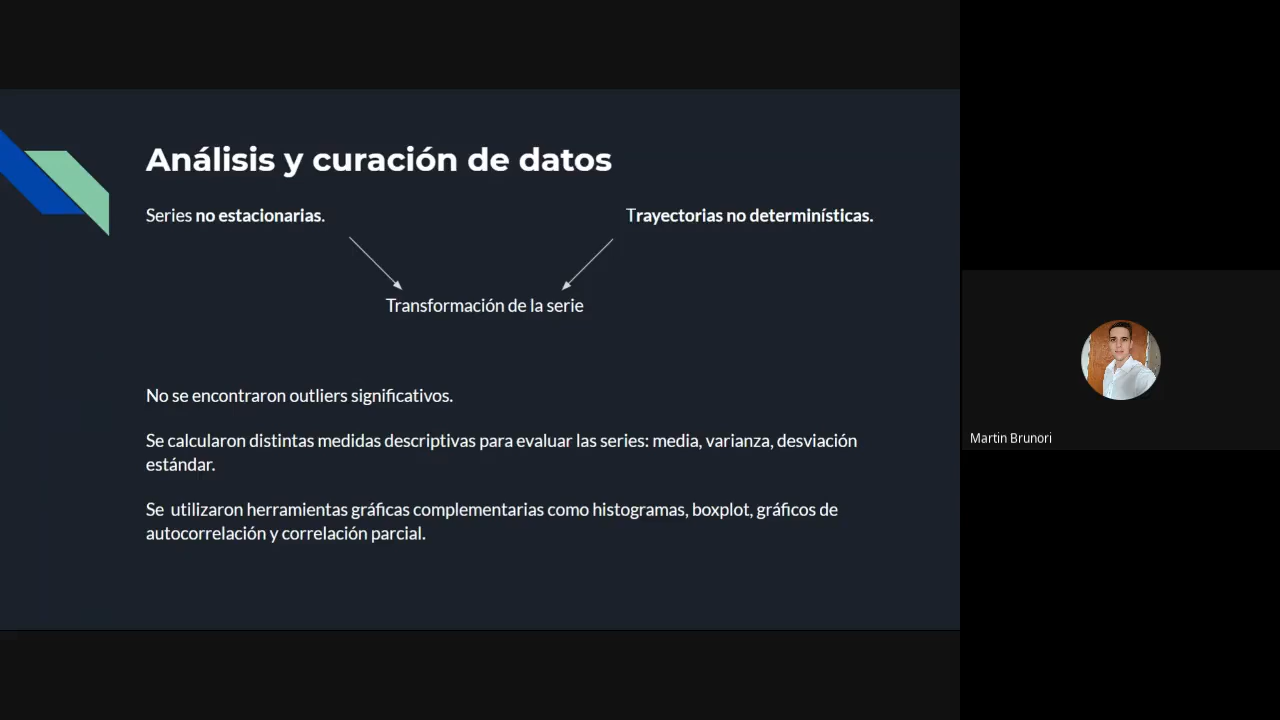 Análisis y curación de datos
Series no estacionarias.
Trayectorias no determinísticas.
Transformación de la serie
No se encontraron outliers significativos.
Se calcularon distintas medidas descriptivas para evaluar las series: media, varianza, desviación
estándar.
Se  utilizaron herramientas gráficas complementarias como histogramas, boxplot, gráficos de
autocorrelación y correlación parcial.
Martin Brunori